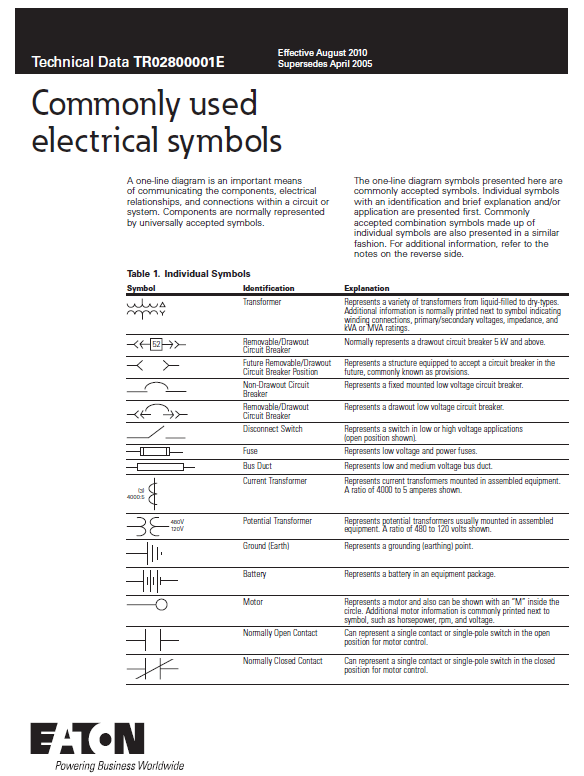 Technical Data TR02800001E
Effective August 2010
Supersedes April 2005
Commonly used
electrical symbols
A one-line diagram is an important means
of communicating the components, electrical
relationships, and connections within a circuit or
system. Components are normally represented
by universally accepted symbols.
The one-line diagram symbols presented here are
commonly accepted symbols. Individual symbols
with an identification and brief explanation and/or
application are presented first. Commonly
accepted combination symbols made up of
individual symbols are also presented in a similar
fashion. For additional information, refer to the
notes on the reverse side.
Table 1. Individual Symbols
Symbol Identification Explanation
Transformer Represents a variety of transformers from liquid-filled to dry-types.
Additional information is normally printed next to symbol indicating
winding connections, primary/secondary voltages, impedance, and
kVA or MVA ratings.
52 Removable/Drawout Normally represents a drawout circuit breaker 5 kV and above.
Circuit Breaker
Future Removable/Drawout Represents a structure equipped to accept a circuit breaker in the
Circuit Breaker Position future, commonly known as provisions.
Non-Drawout Circuit Represents a fixed mounted low voltage circuit breaker.
Breaker
Removable/Drawout Represents a drawout low voltage circuit breaker.
Circuit Breaker
Disconnect Switch Represents a switch in low or high voltage applications
(open position shown).
Fuse Represents low voltage and power fuses.
Bus Duct Represents low and medium voltage bus duct.
Current Transformer Represents current transformers mounted in assembled equipment.
(3) A ratio of 4000 to 5 amperes shown.
4000:5
Potential Transformer Represents potential transformers usually mounted in assembled
480V equipment. A ratio of 480 to 120 volts shown.
120V
Ground (Earth) Represents a grounding (earthing) point.
Battery Represents a battery in an equipment package.
Motor Represents a motor and also can be shown with an “M” inside the
circle. Additional motor information is commonly printed next to
symbol, such as horsepower, rpm, and voltage.
Normally Open Contact Can represent a single contact or single-pole switch in the open
position for motor control.
Normally Closed Contact Can represent a single contact or single-pole switch in the closed
position for motor control.
EATON
Powering Business Worldwide